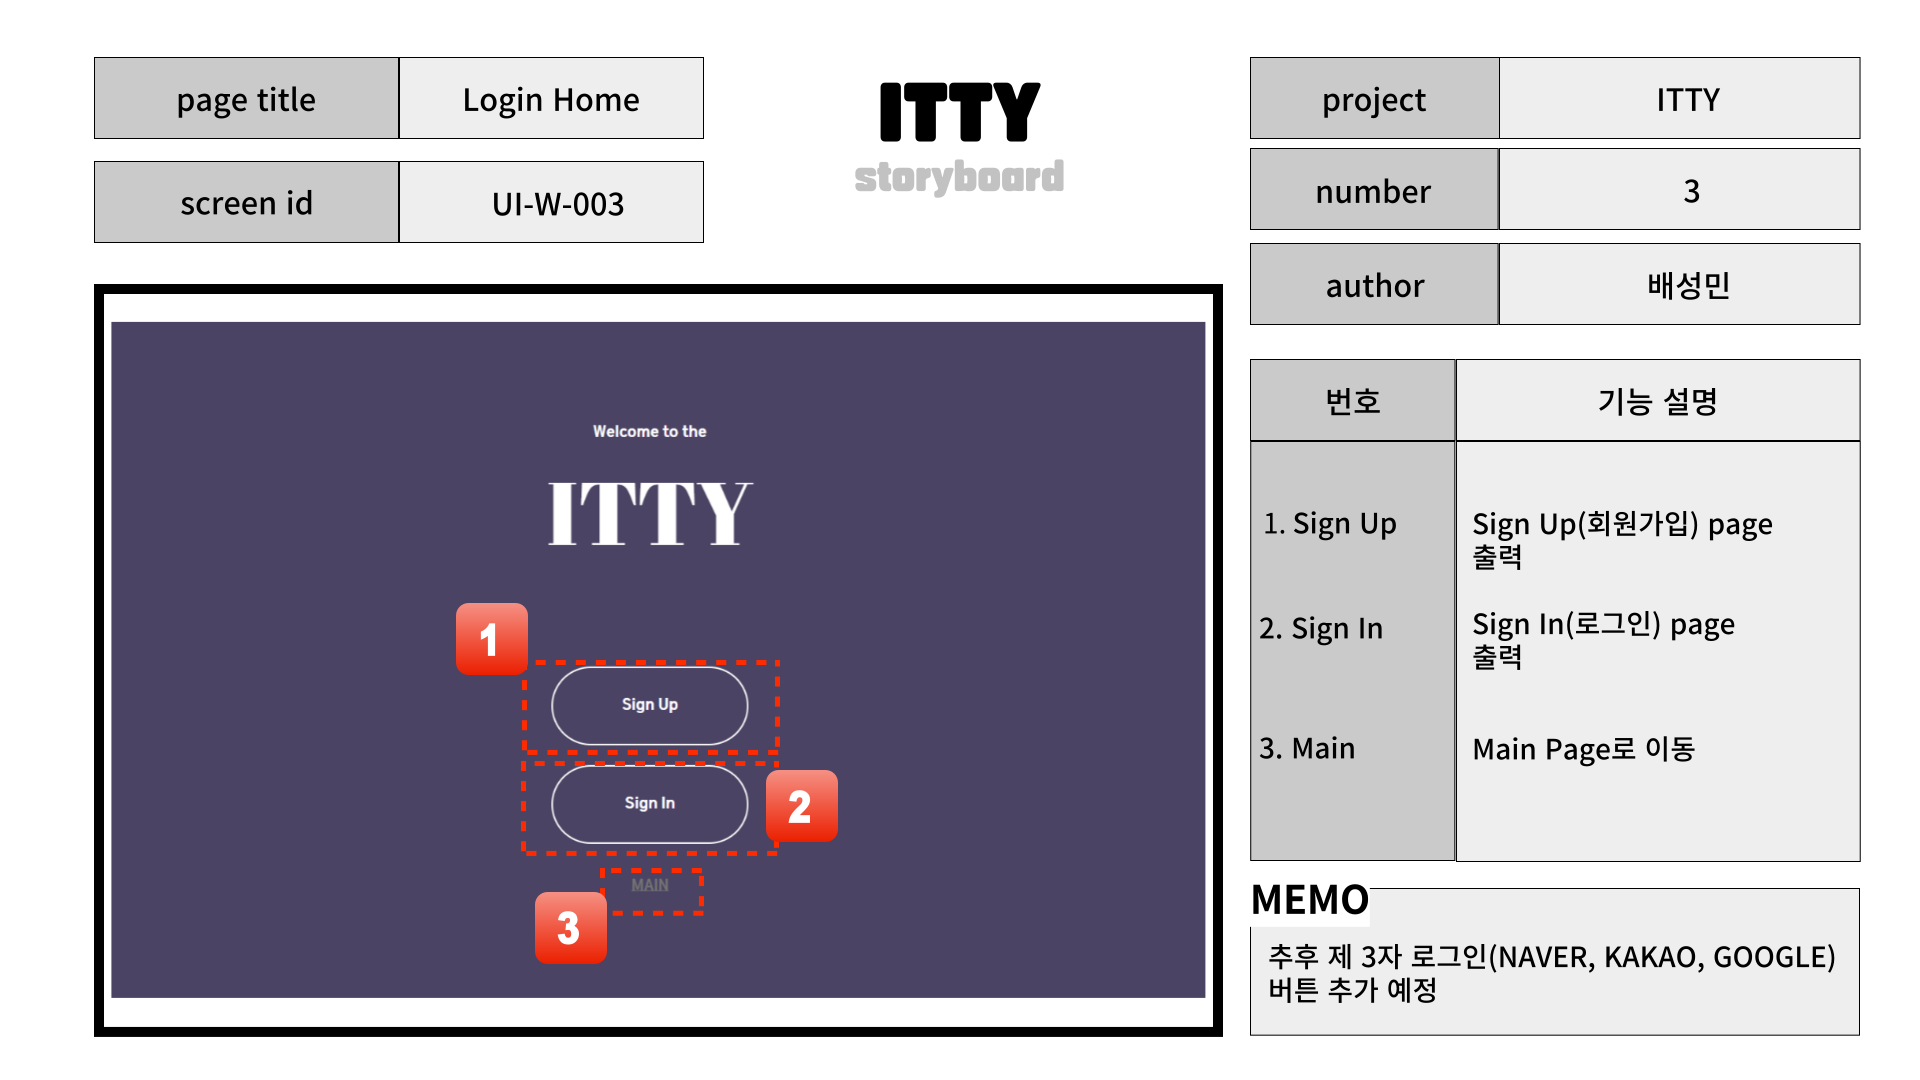 page title
Login Home
screen id
UI-W-003
ITTY
storyboard
project
ITTY
number
3
author
배성민
Welcome to the
ITTY
1
Sign Up
Sign In
2
MAIN
3
번호
기능 설명
1. Sign Up
Sign Up(회원가입) page
출력
2. Sign In
Sign In(로그인) page
출력
3. Main
Main Page로 이동
MEMO
추후 제 3자 로그인(NAVER, KAKAO, GOOGLE)
버튼 추가 예정